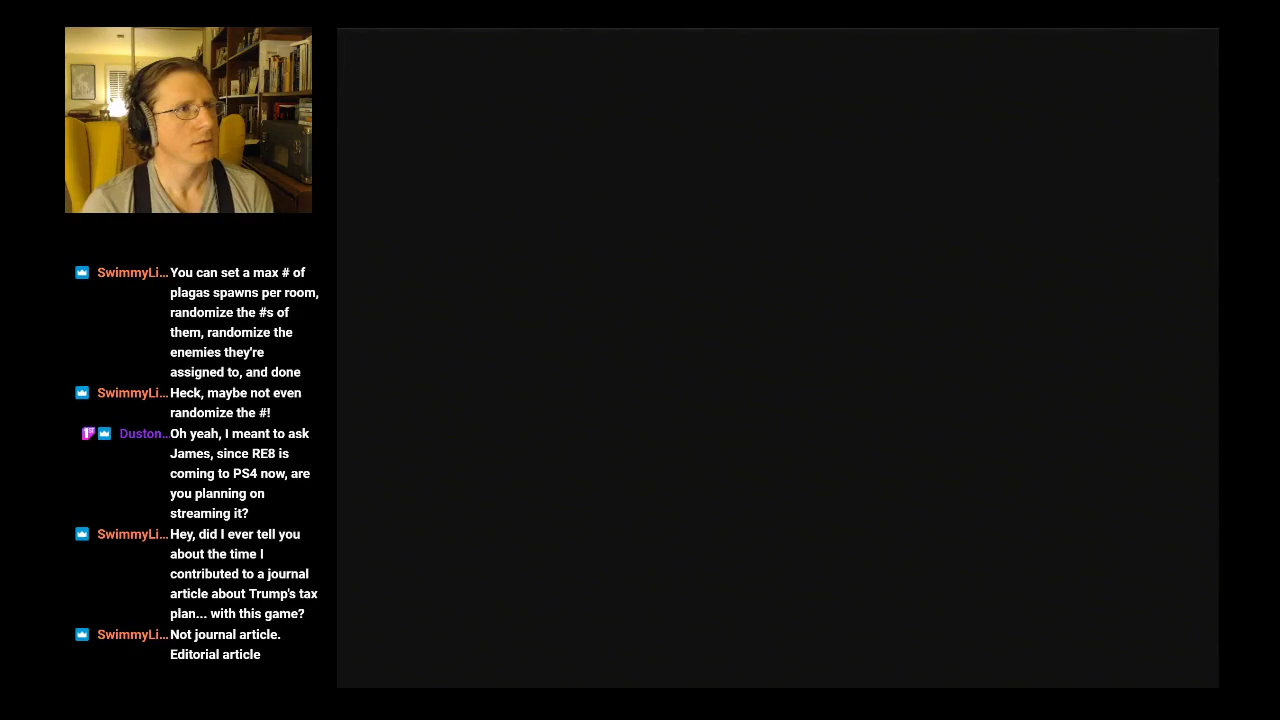 SwimmyLi... You can set a max # of
plagas spawns per room,
randomize the #s of
them, randomize the
enemies they're
assigned to, and done
SwimmyLi... Heck, maybe not even
randomize the #!
1ST Duston... Oh yeah, I meant to ask
James, since RE8 is
coming to PS4 now, are
you planning on
streaming it?
SwimmyLi... Hey, did I ever tell you
about the time I
contributed to a journal
article about Trump's tax
plan... with this game?
SwimmyLi... Not journal article.
Editorial article